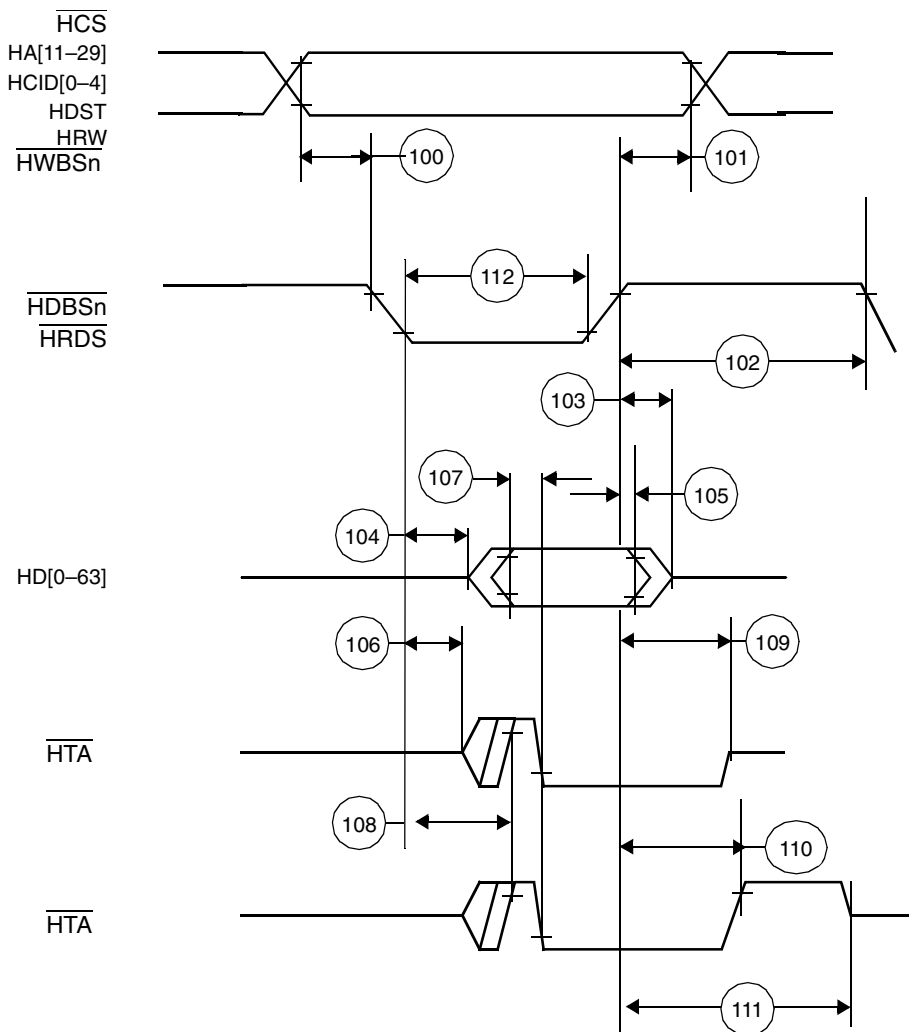 HCS
HA[11–29]
HCID[0–4]
HDST
HRW
HWBSn
100
101
112
HDBSn
HRDS
102
103
107
105
104
HD[0–63]
106
109
HTA
108
110
HTA
111